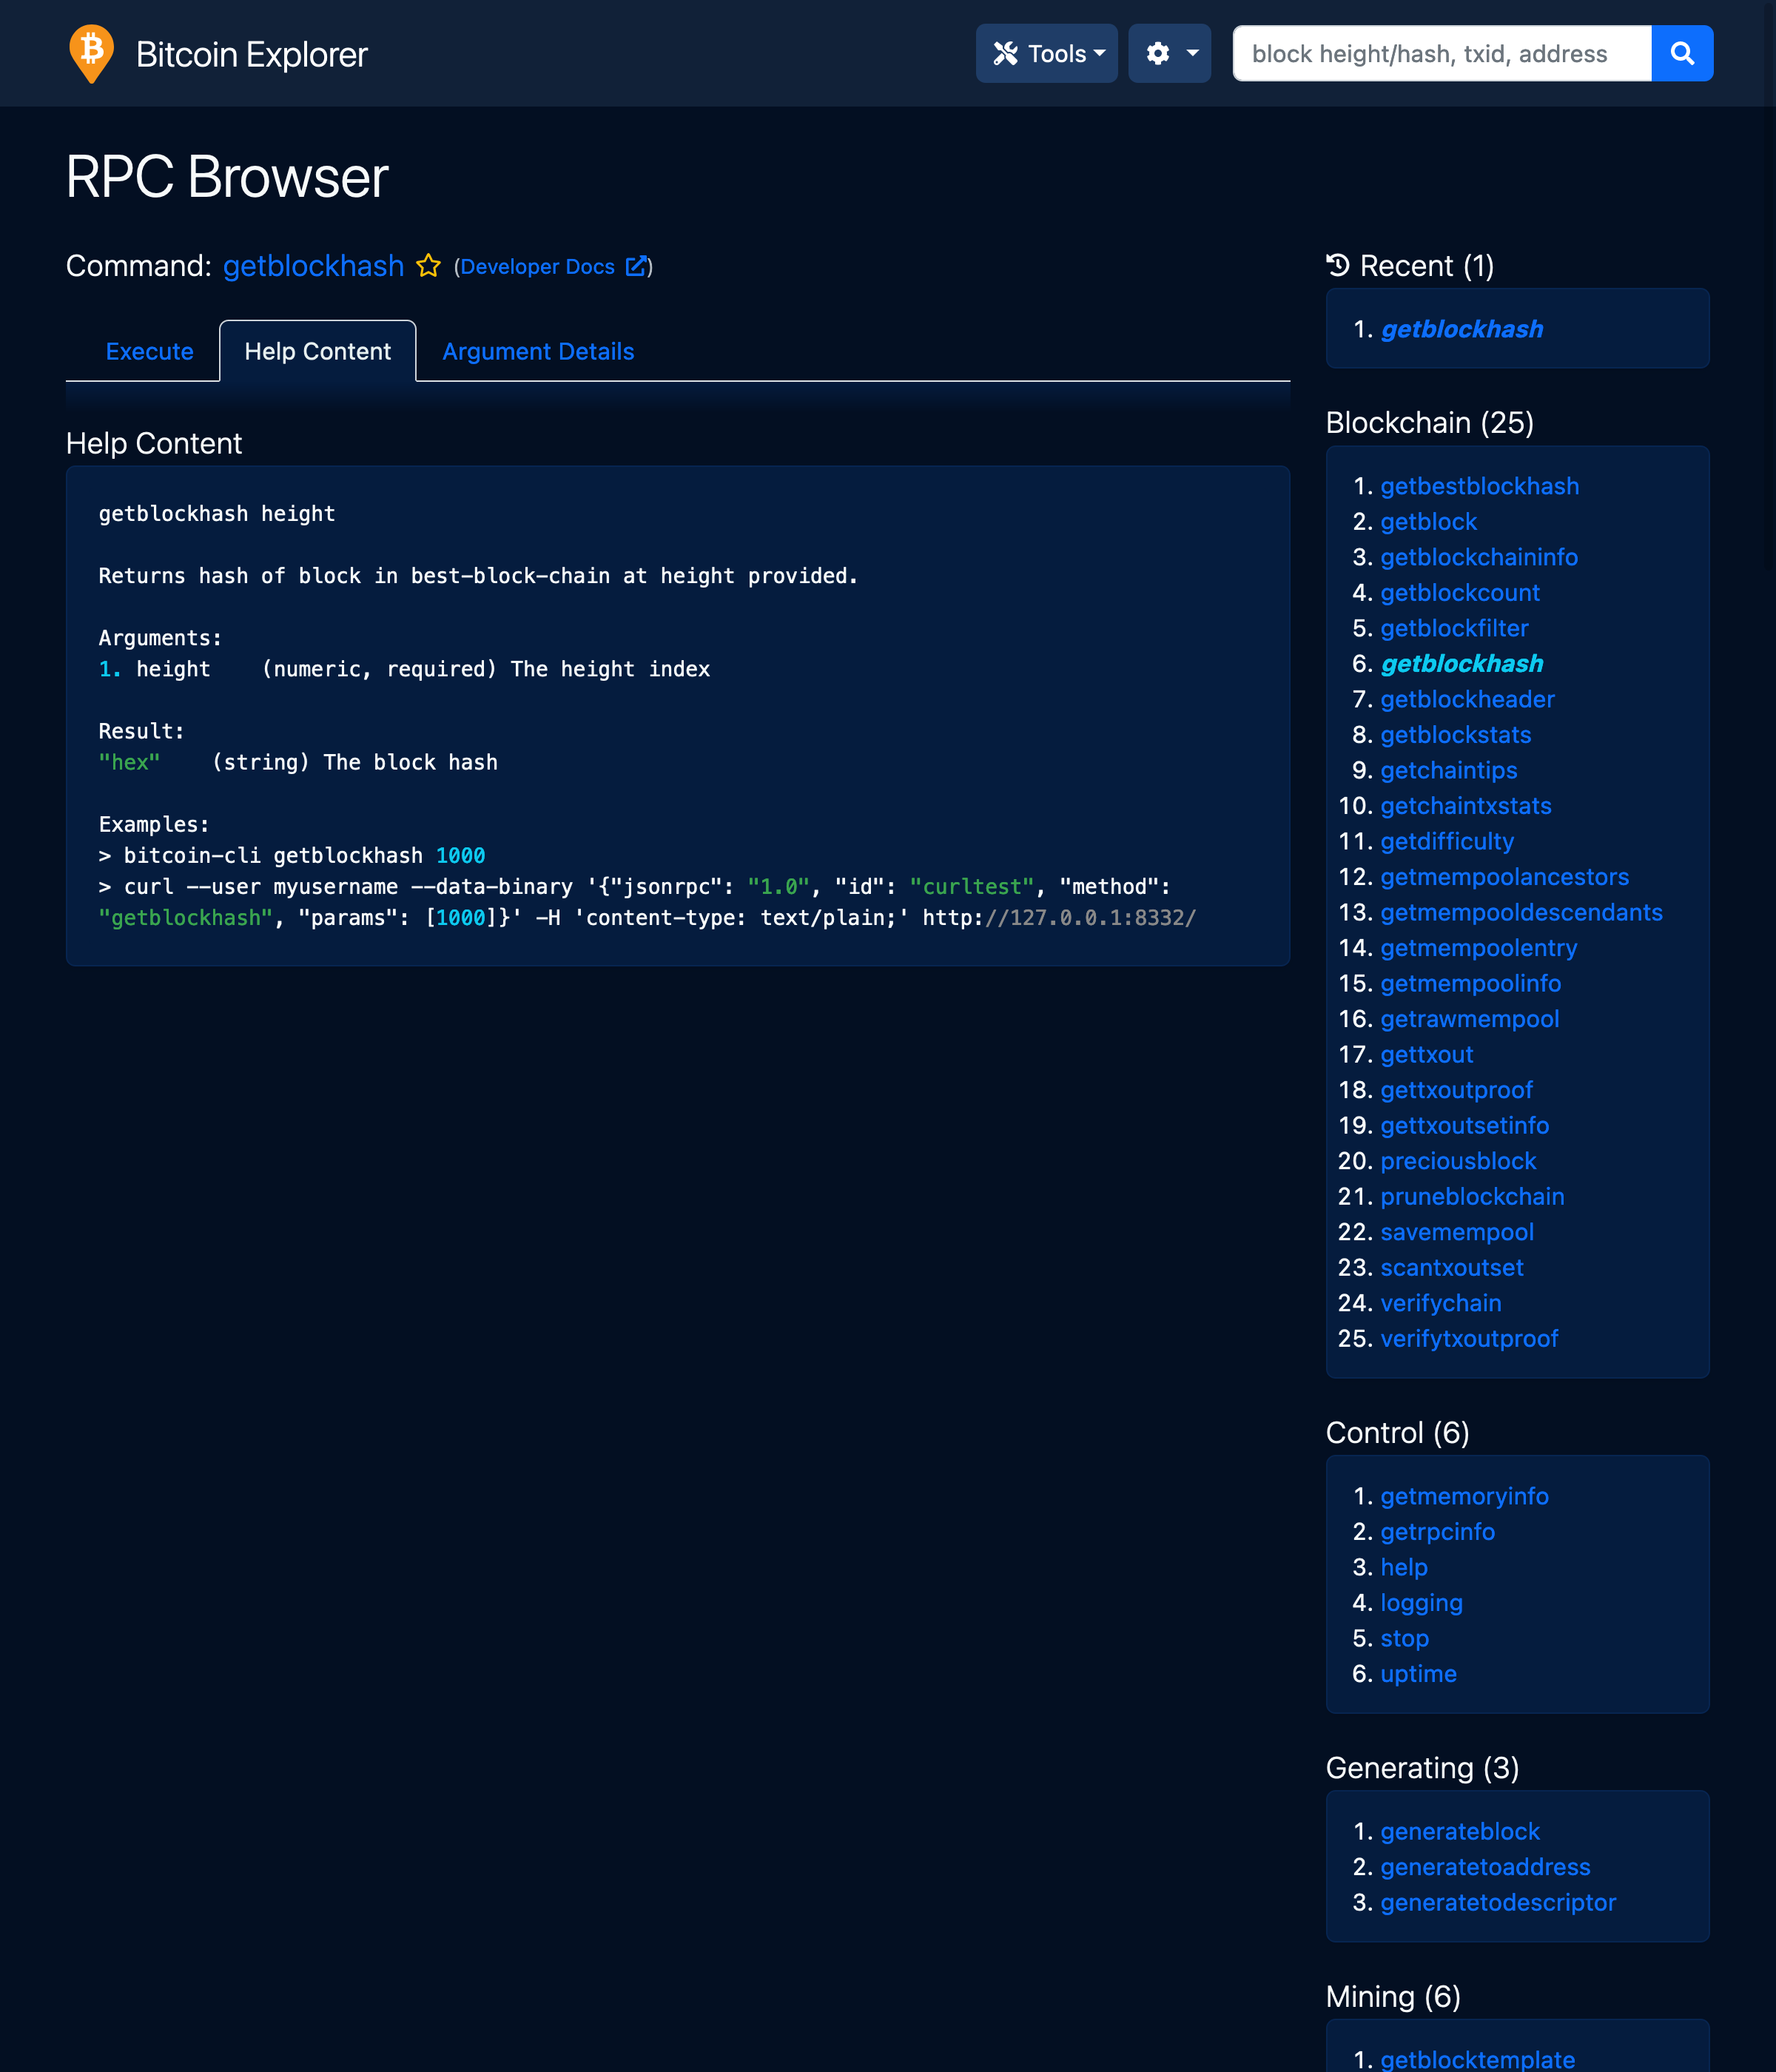 Bitcoin Explorer
Tools
block height/hash, txid, address
RPC Browser
Command: getblockhash (Developer Docs)
Execute
Help Content
Argument Details
Help Content
getblockhash height
Returns hash of block in best-block-chain at height provided.
Arguments:
1. height    (numeric, required) The height index
Result:
"hex"    (string) The block hash
Examples:
> bitcoin-cli getblockhash 1000
> curl --user myusername --data-binary '{"jsonrpc": "1.0", "id": "curltest", "method":
"getblockhash", "params": [1000]}' -H 'content-type: text/plain;' http://127.0.0.1:8332/
Recent (1)
1. getblockhash
Blockchain (25)
1. getbestblockhash
2. getblock
3. getblockchaininfo
4. getblockcount
5. getblockfilter
6. getblockhash
7. getblockheader
8. getblockstats
9. getchaintips
10. getchaintxstats
11. getdifficulty
12. getmempoolancestors
13. getmempooldescendants
14. getmempoolentry
15. getmempoolinfo
16. getrawmempool
17. gettxout
18. gettxoutproof
19. gettxoutsetinfo
20. preciousblock
21. pruneblockchain
22. savemempool
23. scantxoutset
24. verifychain
25. verifytxoutproof
Control (6)
1. getmemoryinfo
2. getrpcinfo
3. help
4. logging
5. stop
6. uptime
Generating (3)
1. generateblock
2. generatetoaddress
3. generatetodescriptor
Mining (6)
1. getblocktemplate